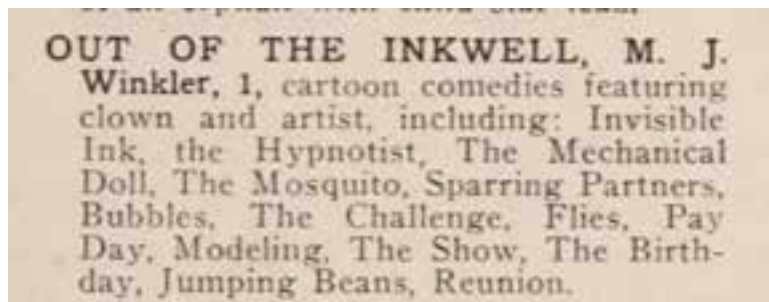 OUT OF THE INKWELL, M. J.
Winkler, 1, cartoon comedies featuring
clown and artist, including: Invisible
Ink, the Hypnotist, The Mechanical
Doll, The Mosquito, Sparring Partners,
Bubbles, The Challenge, Flies, Pay
Day, Modeling, The Show, The Birth-
day, Jumping Beans, Reunion.